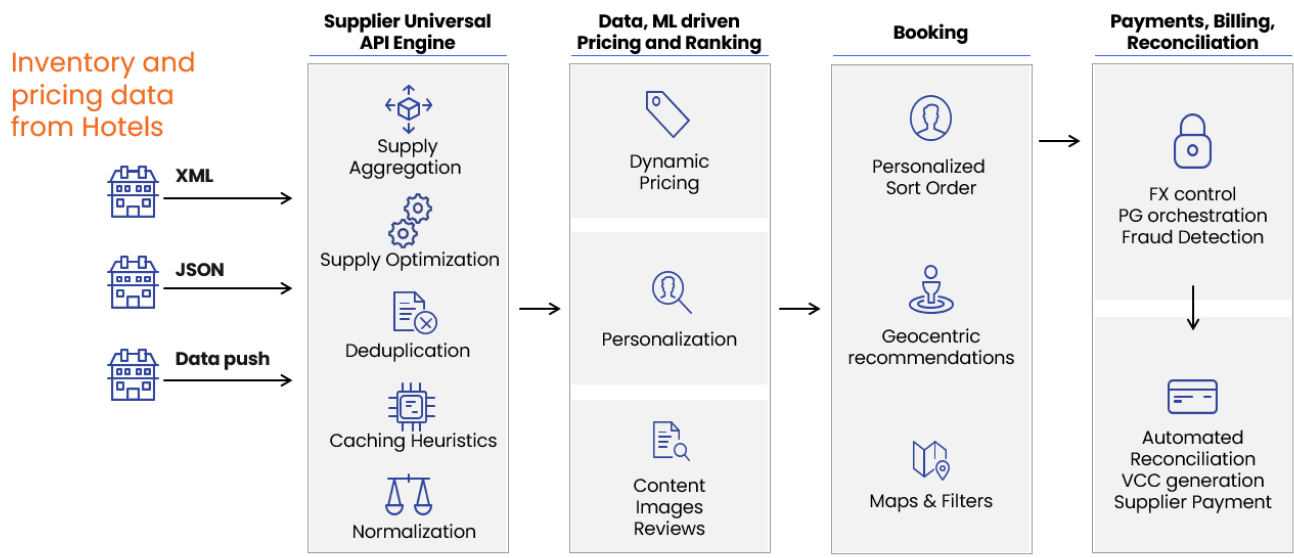 Inventory and
pricing data
from Hotels
XML
JSON
Data push
Supplier Universal
API Engine
Supply
Aggregation
Supply Optimization
Deduplication
Caching Heuristics
Normalization
Data, ML driven
Pricing and Ranking
Dynamic
Pricing
Personalization
Content
Images
Reviews
Booking
Personalized
Sort Order
Geocentric
recommendations
Maps & Filters
Payments, Billing,
Reconciliation
FX control
PG orchestration
Fraud Detection
Automated
Reconciliation
VCC generation
Supplier Payment